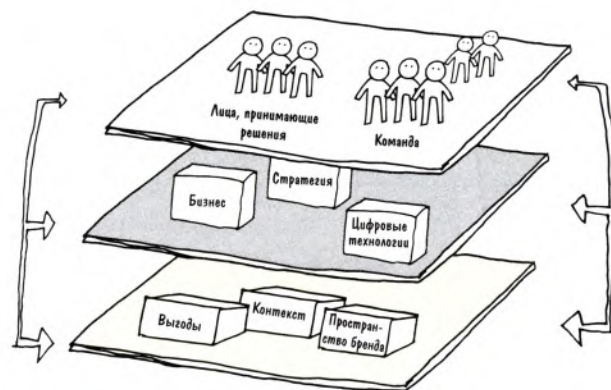 Лица, принимающие
решения
Команда
Стратегия
Бизнес
Цифровые
технологии
Контекст
Выгоды
Простран-
ство бренда